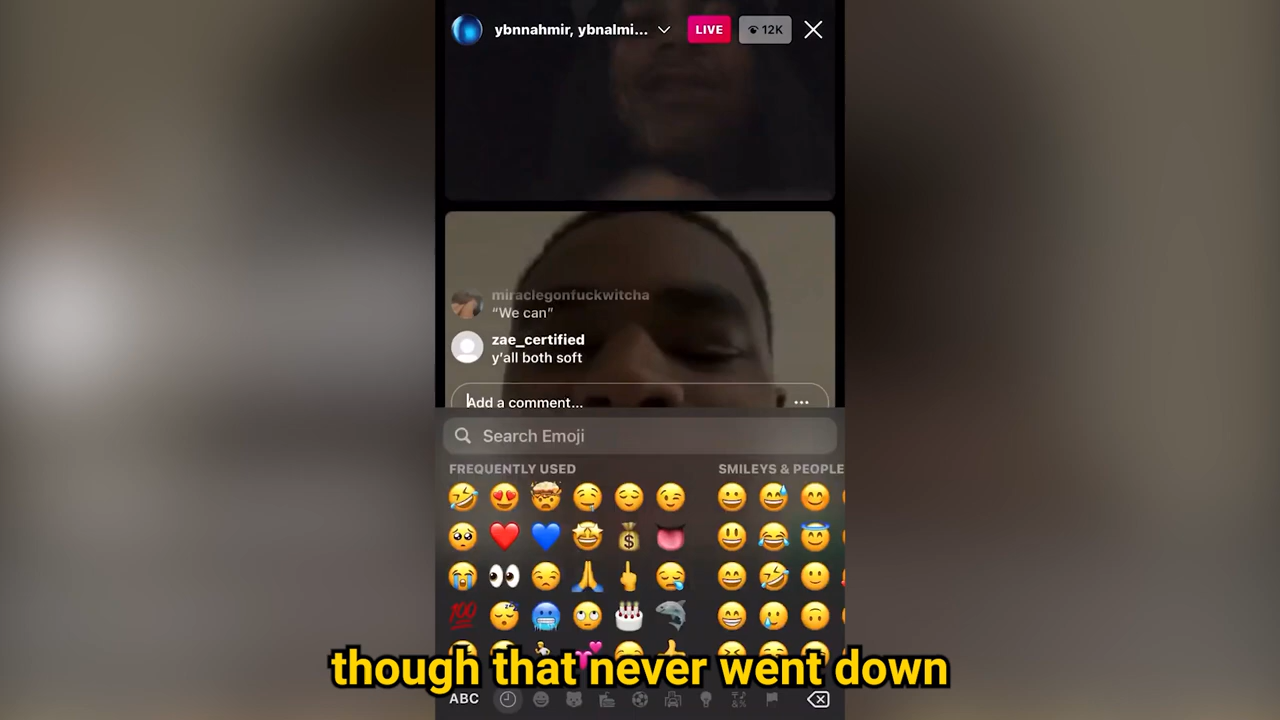 ybnnahmir, ybnalmi...
LIVE
12K
miraclegonfuckwitcha
“We can”
zae_certified
y'all both soft
Add a comment...
Search Emoji
FREQUENTLY USED
SMILEYS & PEOPLE
though that never went down
ABC